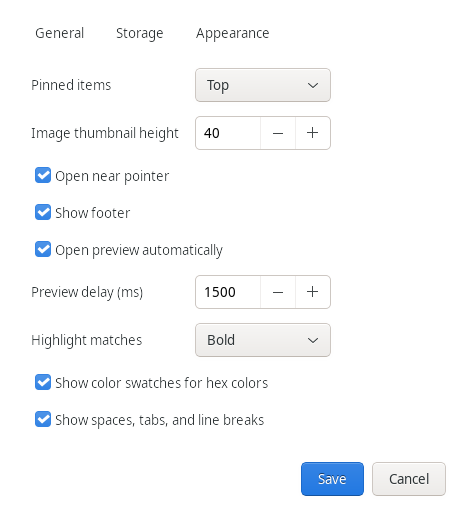 General Storage Appearance
Pinned items Top
Image thumbnail height 40 − +
Open near pointer
Show footer
Open preview automatically
Preview delay (ms) 1500 − +
Highlight matches Bold
Show color swatches for hex colors
Show spaces, tabs, and line breaks
Save Cancel